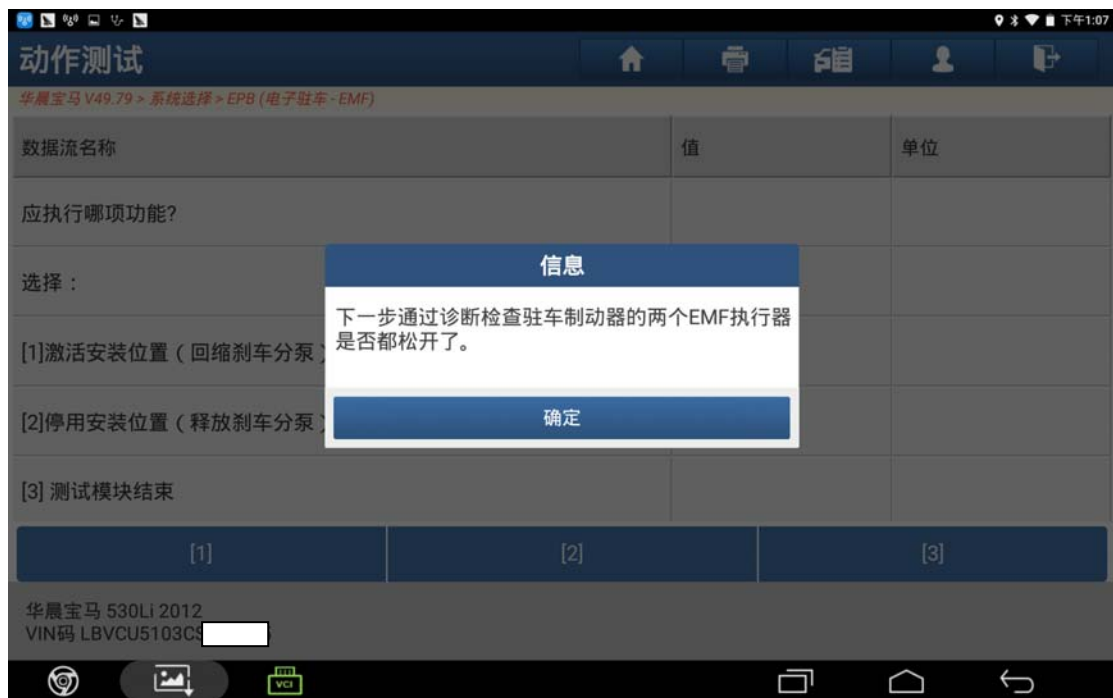 下午1:07
动作测试
华晨宝马 V49.79 > 系统选择 > EPB (电子驻车 - EMF)
数据流名称 值 单位
应执行哪项功能?
选择：
信息
下一步通过诊断检查驻车制动器的两个EMF执行器
是否都松开了。
确定
[1]激活安装位置（回缩刹车分泵）
[2]停用安装位置（释放刹车分泵）
[3] 测试模块结束
[1] [2] [3]
华晨宝马 530Li 2012
VIN码 LBVCU5103CS
VCI